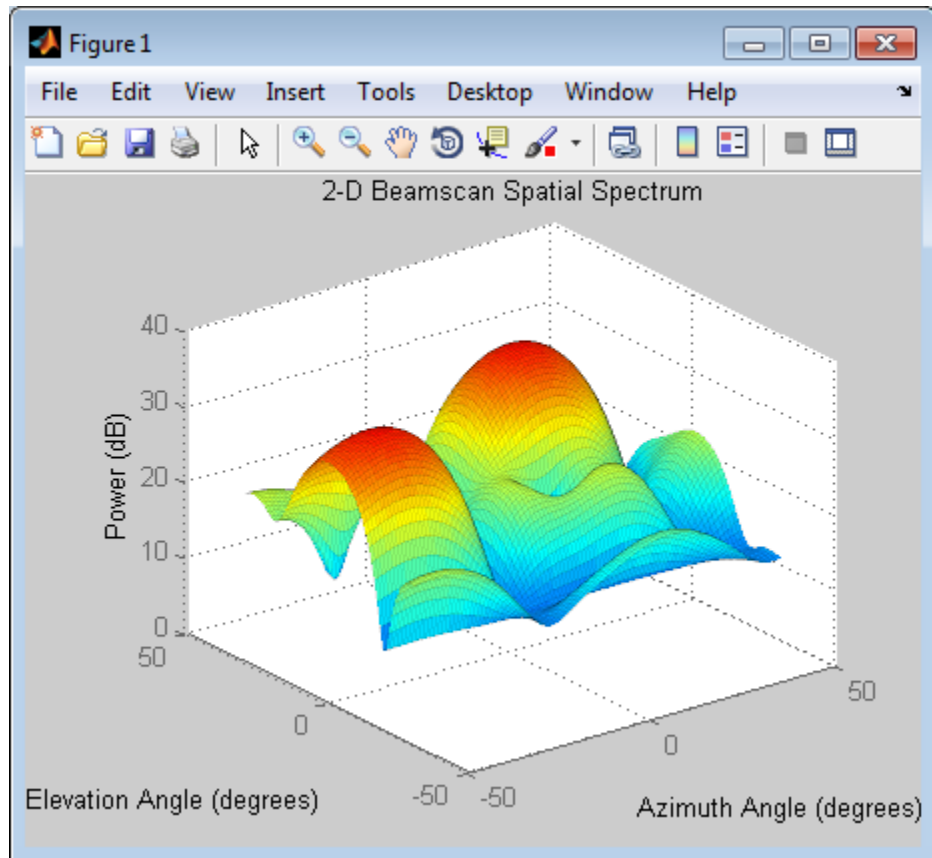 Figure 1
File Edit View Insert Tools Desktop Window Help
2-D Beamscan Spatial Spectrum
40
30
20
10
0
Power (dB)
50
0
-50
Elevation Angle (degrees)
-50
0
50
Azimuth Angle (degrees)